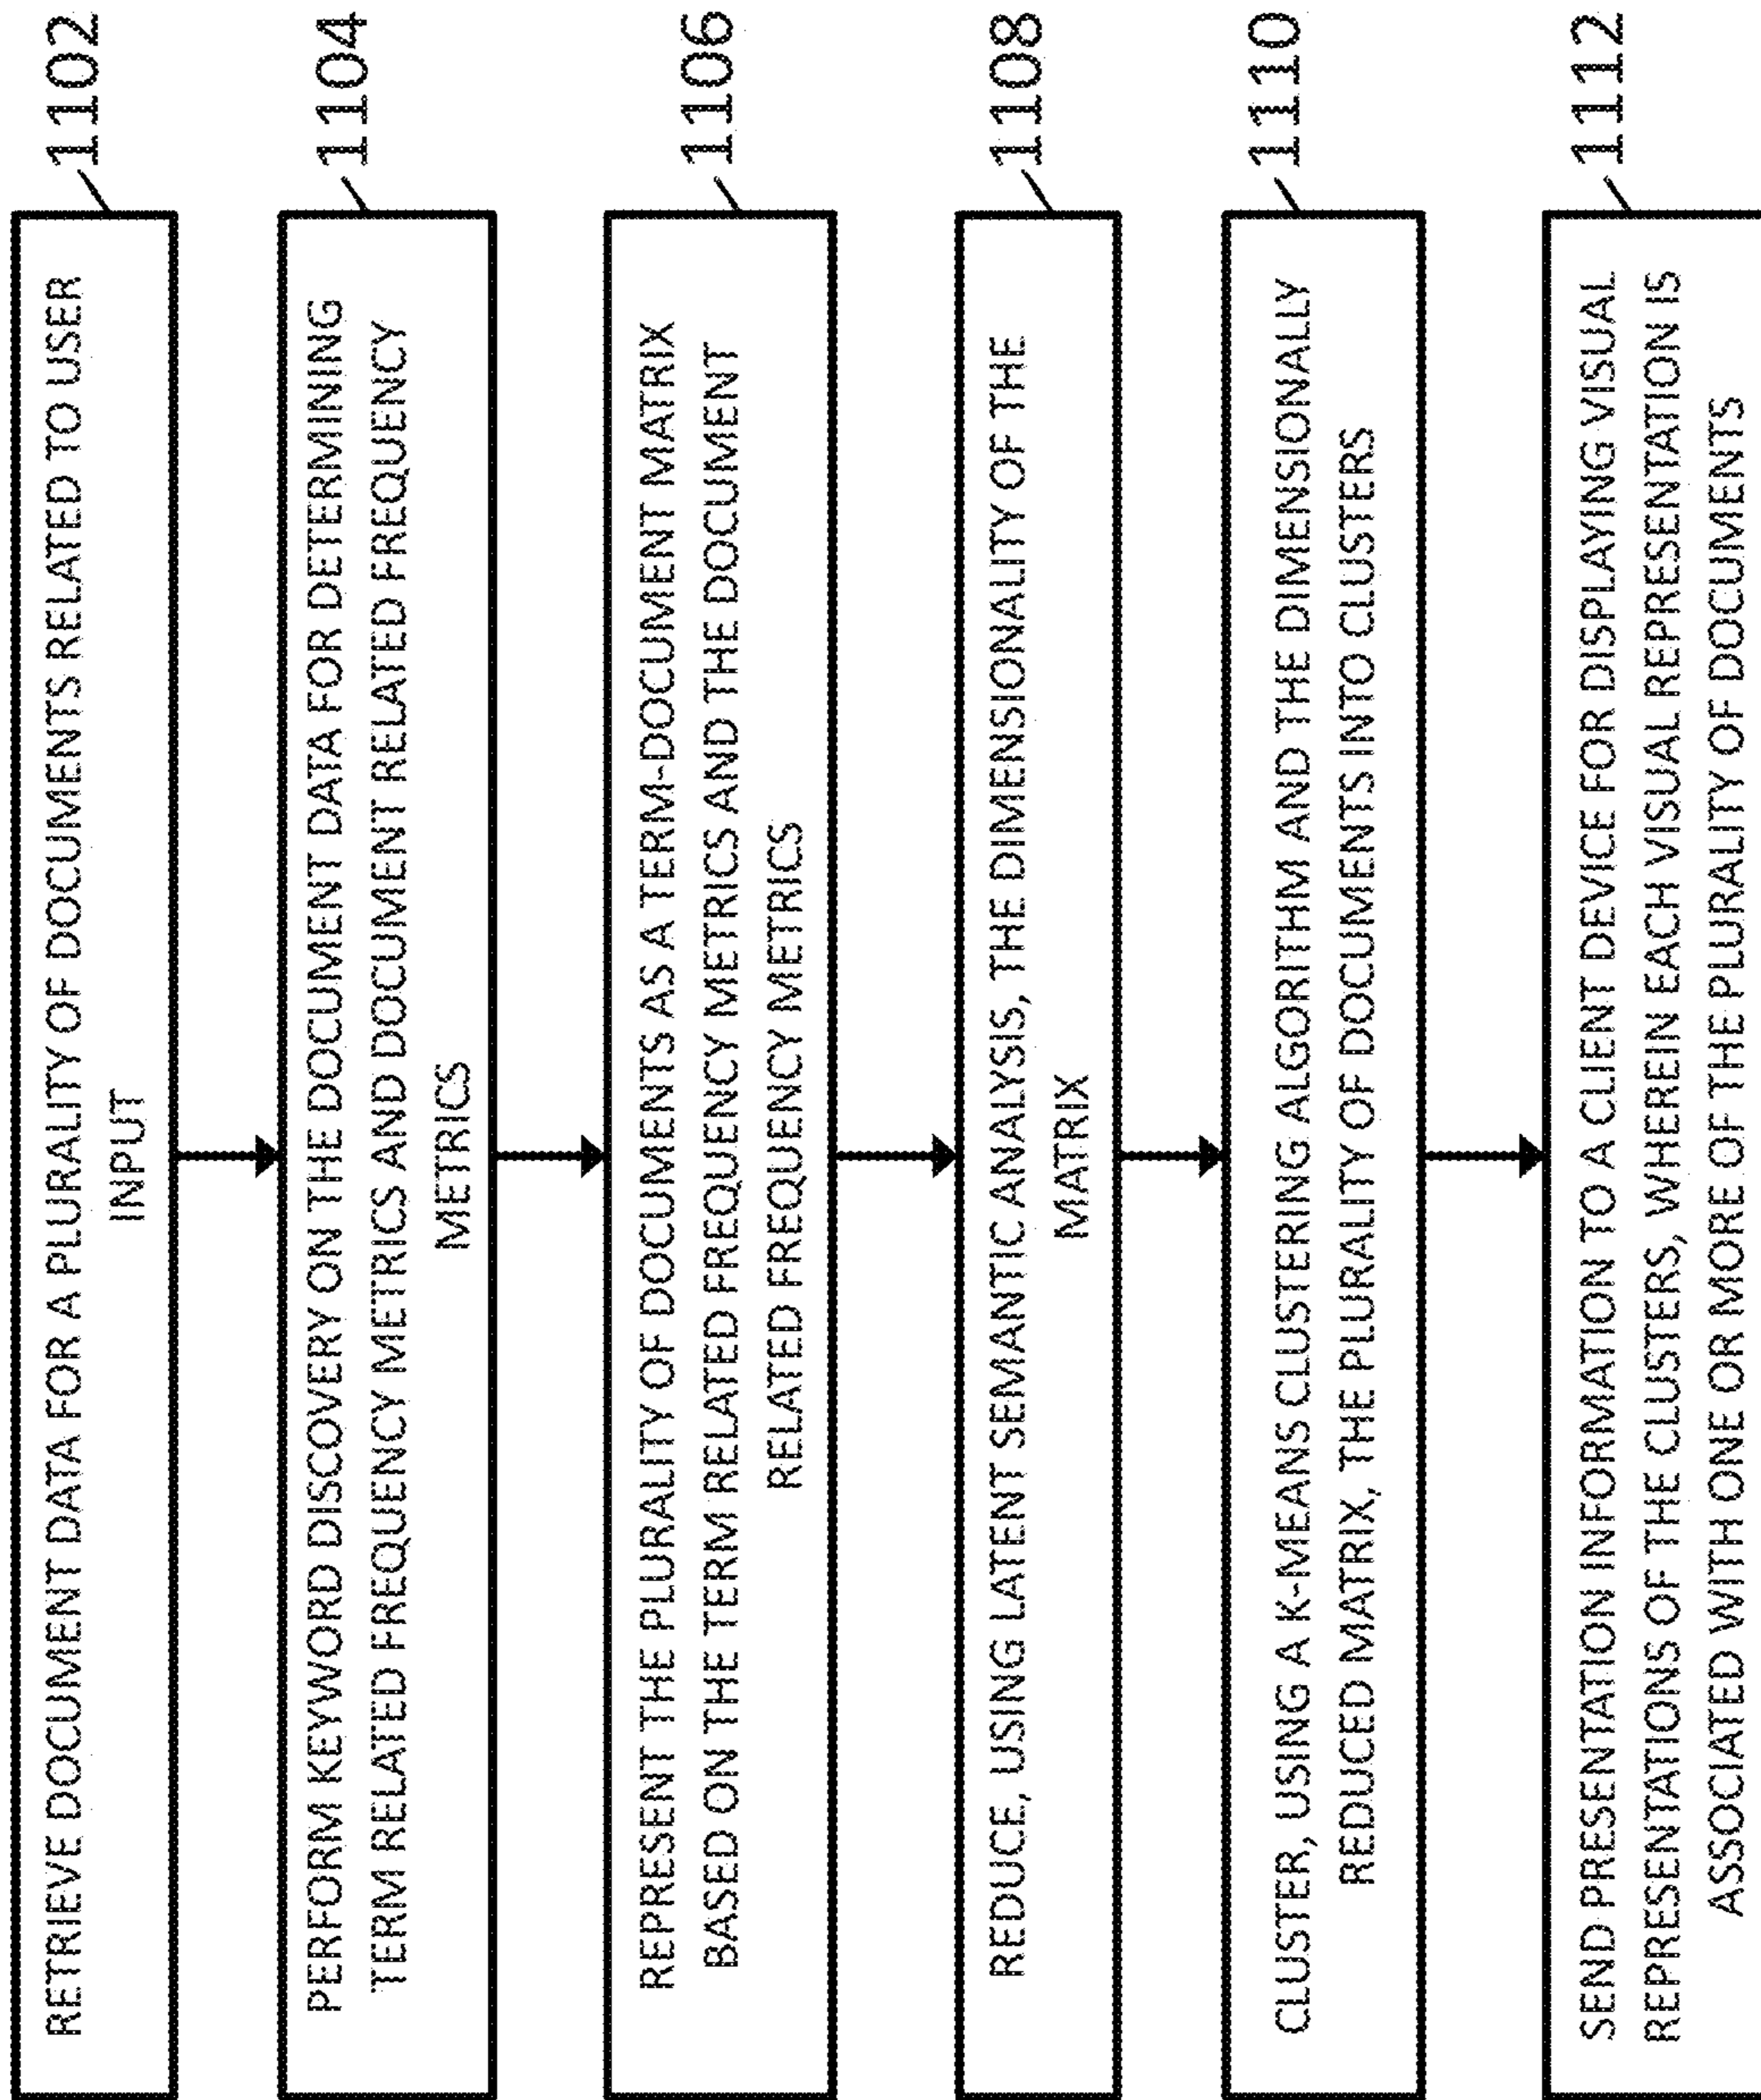 RETRIEVE DOCUMENT DATA FOR A PLURALITY OF DOCUMENTS RELATED TO USER
INPUT
1102
PERFORM KEYWORD DISCOVERY ON THE DOCUMENT DATA FOR DETERMINING
TERM RELATED FREQUENCY METRICS AND DOCUMENT RELATED FREQUENCY
METRICS
1104
REPRESENT THE PLURALITY OF DOCUMENTS AS A TERM-DOCUMENT MATRIX
BASED ON THE TERM RELATED FREQUENCY METRICS AND THE DOCUMENT
RELATED FREQUENCY METRICS
1106
REDUCE, USING LATENT SEMANTIC ANALYSIS, THE DIMENSIONALITY OF THE
MATRIX
1108
CLUSTER, USING A K-MEANS CLUSTERING ALGORITHM AND THE DIMENSIONALLY
REDUCED MATRIX, THE PLURALITY OF DOCUMENTS INTO CLUSTERS
1110
SEND PRESENTATION INFORMATION TO A CLIENT DEVICE FOR DISPLAYING VISUAL
REPRESENTATIONS OF THE CLUSTERS, WHEREIN EACH VISUAL REPRESENTATION IS
ASSOCIATED WITH ONE OR MORE OF THE PLURALITY OF DOCUMENTS
1112